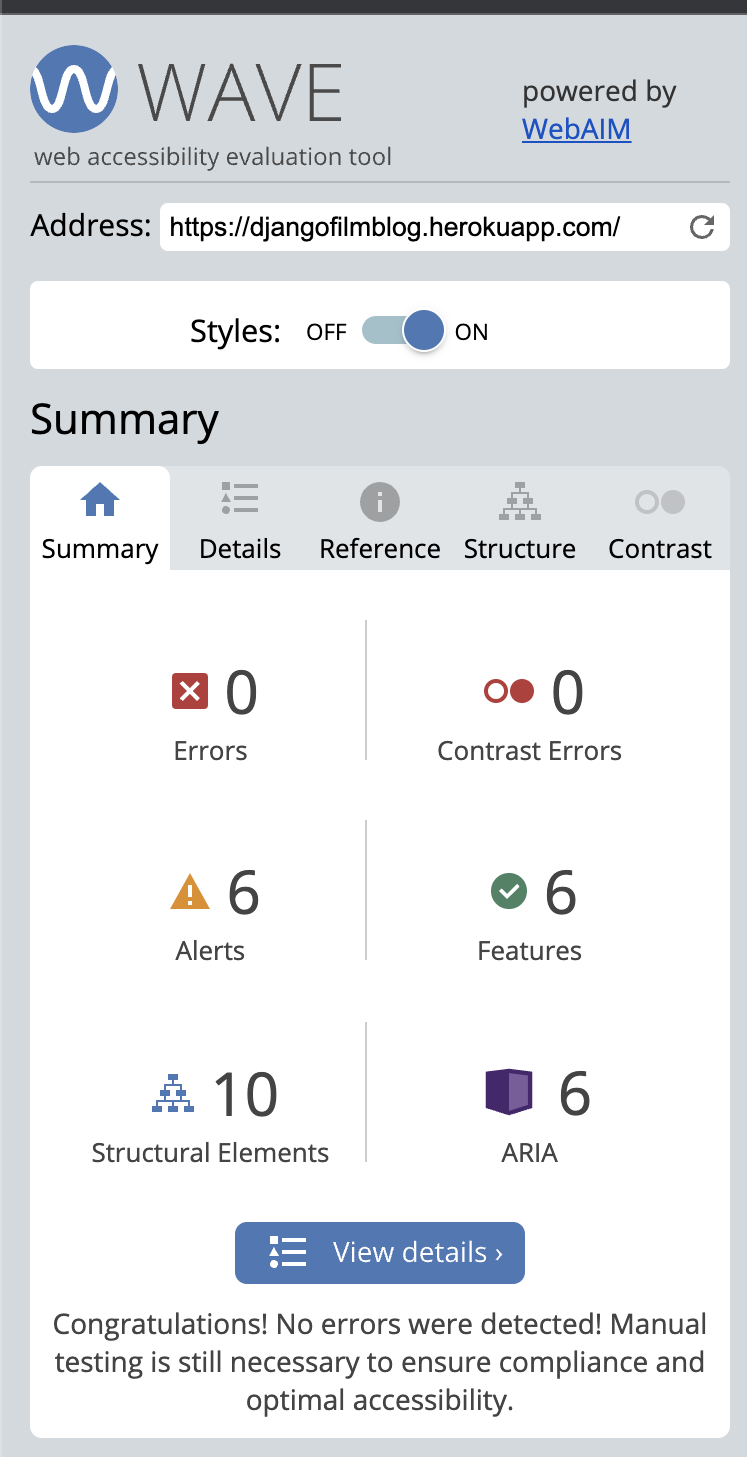 WAVE
powered by
WebAIM
web accessibility evaluation tool
Address: https://djangofilmblog.herokuapp.com/
Styles: OFF ON
Summary
Summary Details Reference Structure Contrast
0 0
Errors Contrast Errors
6 6
Alerts Features
10 6
Structural Elements ARIA
View details ›
Congratulations! No errors were detected! Manual
testing is still necessary to ensure compliance and
optimal accessibility.